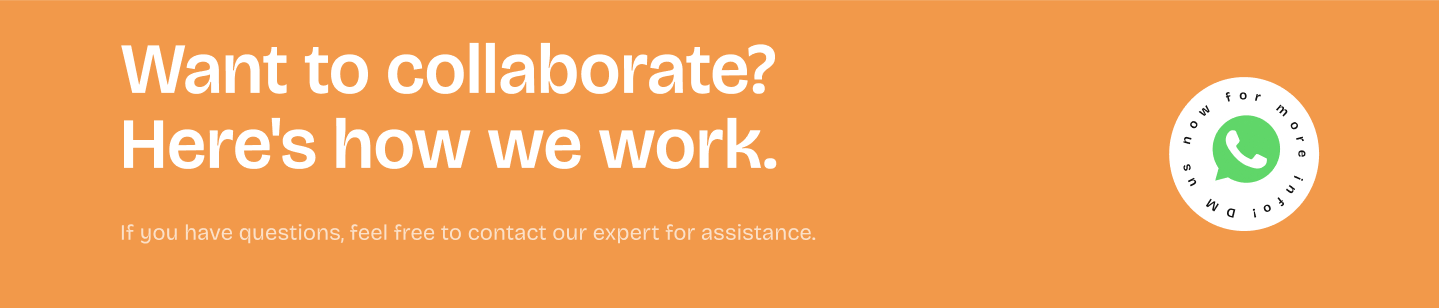 Want to collaborate?
Here's how we work.
If you have questions, feel free to contact our expert for assistance.
DM us now for more info!